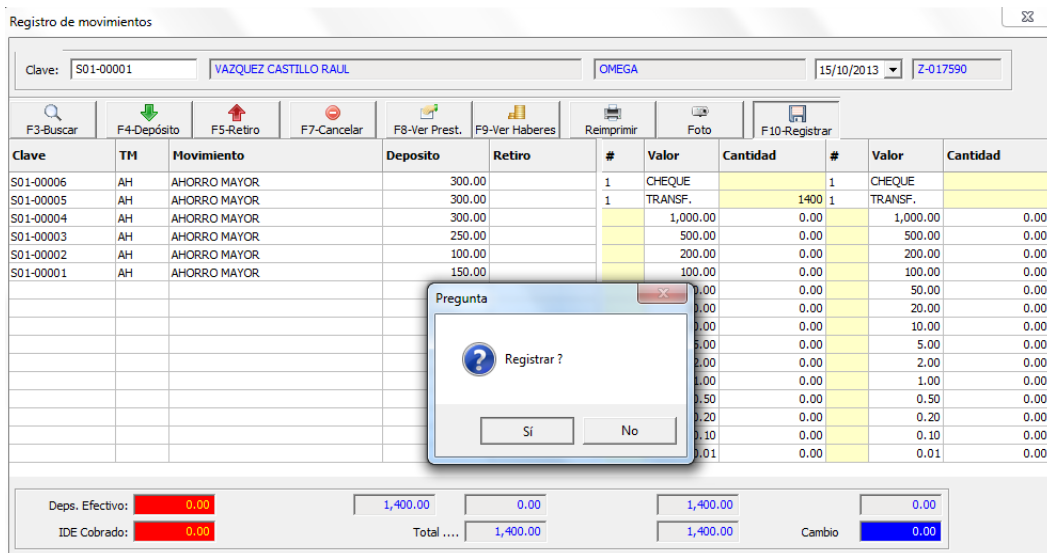 Registro de movimientos
Clave: S01-00001 VAZQUEZ CASTILLO RAUL OMEGA 15/10/2013 Z-017590
F3-Buscar F4-Depósito F5-Retiro F7-Cancelar F8-Ver Prest. F9-Ver Haberes Reimprimir Foto F10-Registrar
Clave TM Movimiento Deposito Retiro # Valor Cantidad # Valor Cantidad
S01-00006 AH AHORRO MAYOR 300.00 1 CHEQUE 1 CHEQUE
S01-00005 AH AHORRO MAYOR 300.00 1 TRANSF. 1400 1 TRANSF.
S01-00004 AH AHORRO MAYOR 300.00 1,000.00 0.00 1,000.00 0.00
S01-00003 AH AHORRO MAYOR 250.00 500.00 0.00 500.00 0.00
S01-00002 AH AHORRO MAYOR 100.00 200.00 0.00 200.00 0.00
S01-00001 AH AHORRO MAYOR 150.00 100.00 0.00 100.00 0.00
0.00 50.00 0.00
0.00 20.00 0.00
0.00 10.00 0.00
0.00 5.00 0.00
0.00 2.00 0.00
0.00 1.00 0.00
0.00 0.50 0.00
0.00 0.20 0.00
0.00 0.10 0.00
0.00 0.01 0.00
Pregunta
Registrar ?
Sí No
Deps. Efectivo: 0.00 1,400.00 0.00 1,400.00 0.00
IDE Cobrado: 0.00 Total .... 1,400.00 1,400.00 Cambio 0.00